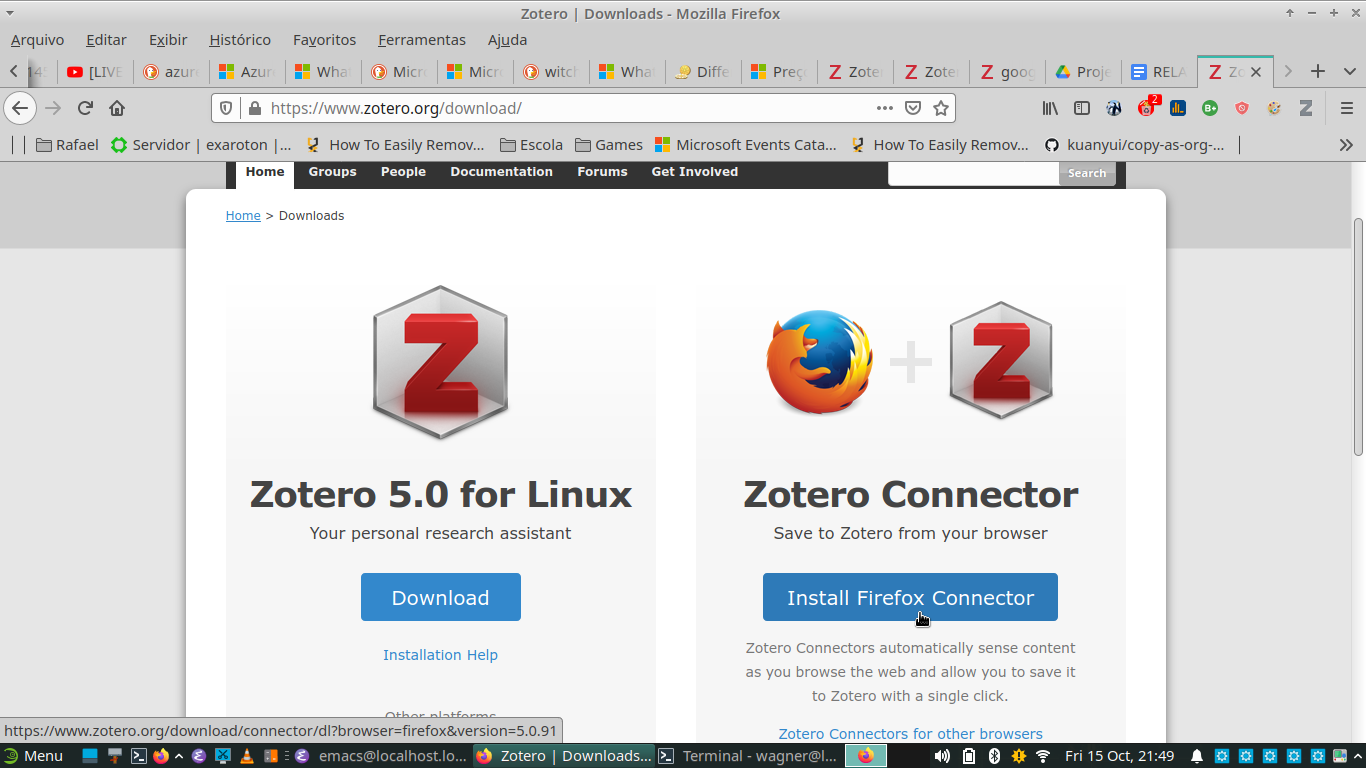 Zotero | Downloads - Mozilla Firefox
Arquivo Editar Exibir Histórico Favoritos Ferramentas Ajuda
[LIVE azur Azur Wha Micr Micr witch Wha Diffe Preç Zote Zote goo Proje RELA Zo
https://www.zotero.org/download/
2
B+
Z
Rafael Servidor | exaroton |... How To Easily Remov... Escola Games Microsoft Events Cata... How To Easily Remov... kuanyui/copy-as-org-...
Home Groups People Documentation Forums Get Involved Search
Home > Downloads
Z
Z
Zotero 5.0 for Linux
Your personal research assistant
Download
Installation Help
Other platforms
Zotero Connector
Save to Zotero from your browser
Install Firefox Connector
Zotero Connectors automatically sense content
as you browse the web and allow you to save it
to Zotero with a single click.
Zotero Connectors for other browsers
https://www.zotero.org/download/connector/dl?browser=firefox&version=5.0.91
Menu emacs@localhost.lo... Zotero | Downloads... Terminal - wagner@l... Fri 15 Oct, 21:49